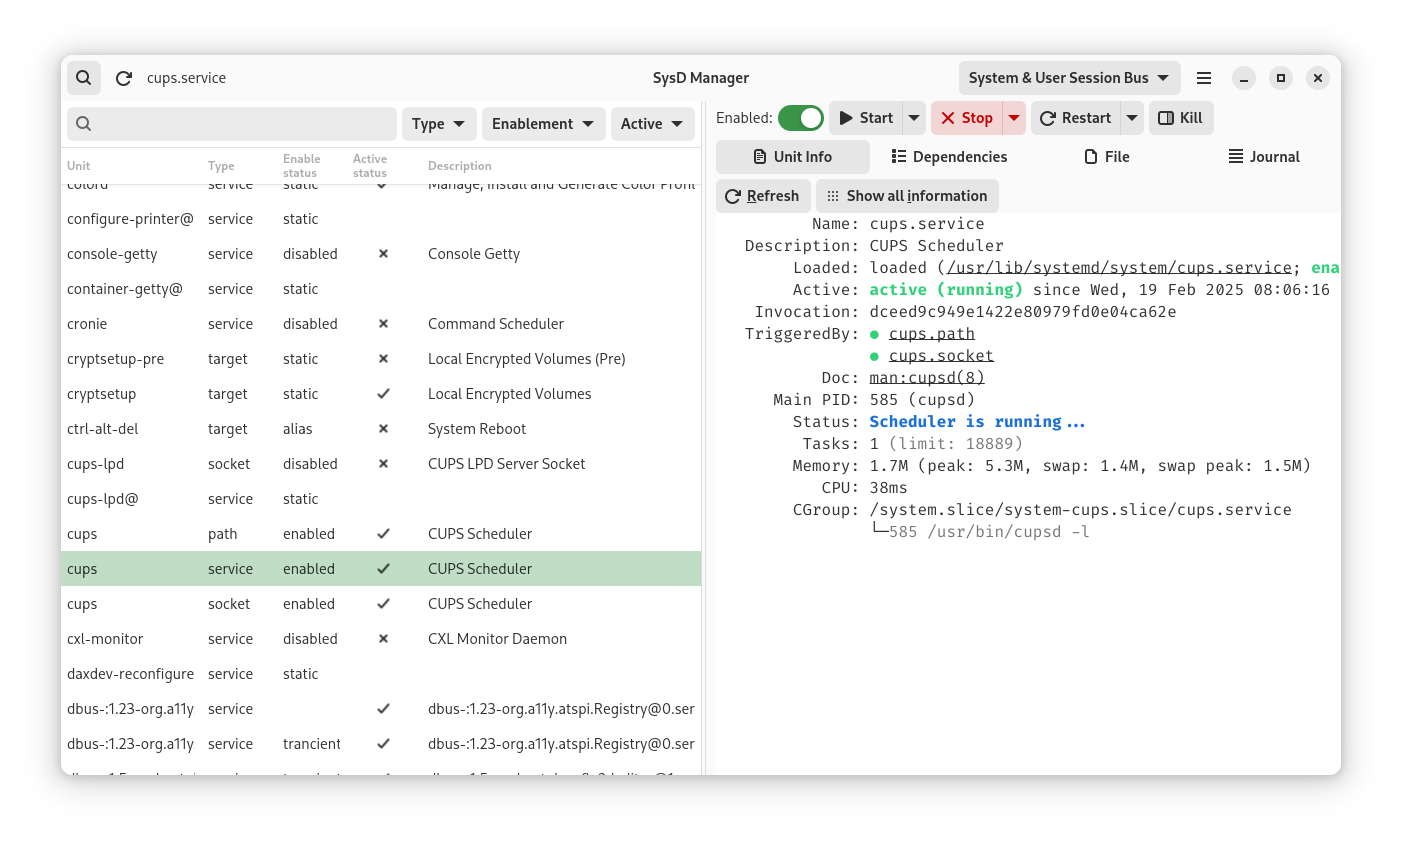 cups.service
SysD Manager
System & User Session Bus
Type
Enablement
Active
Unit Type Enable status Active status Description
colord service static Manage, Install and Generate Color Profi
configure-printer@ service static
console-getty service disabled Console Getty
container-getty@ service static
cronie service disabled Command Scheduler
cryptsetup-pre target static Local Encrypted Volumes (Pre)
cryptsetup target static Local Encrypted Volumes
ctrl-alt-del target alias System Reboot
cups-lpd socket disabled CUPS LPD Server Socket
cups-lpd@ service static
cups path enabled CUPS Scheduler
cups service enabled CUPS Scheduler
cups socket enabled CUPS Scheduler
cxl-monitor service disabled CXL Monitor Daemon
daxdev-reconfigure service static
dbus-:1.23-org.a11y service dbus-:1.23-org.a11y.atspi.Registry@0.ser
dbus-:1.23-org.a11y service trancient dbus-:1.23-org.a11y.atspi.Registry@0.ser
Enabled: Start Stop Restart Kill
Unit Info Dependencies File Journal
Refresh Show all information
Name: cups.service
Description: CUPS Scheduler
Loaded: loaded (/usr/lib/systemd/system/cups.service; ena
Active: active (running) since Wed, 19 Feb 2025 08:06:16
Invocation: dceed9c949e1422e80979fd0e04ca62e
TriggeredBy: ● cups.path
● cups.socket
Doc: man:cupsd(8)
Main PID: 585 (cupsd)
Status: Scheduler is running...
Tasks: 1 (limit: 18889)
Memory: 1.7M (peak: 5.3M, swap: 1.4M, swap peak: 1.5M)
CPU: 38ms
CGroup: /system.slice/system-cups.slice/cups.service
└─585 /usr/bin/cupsd -l